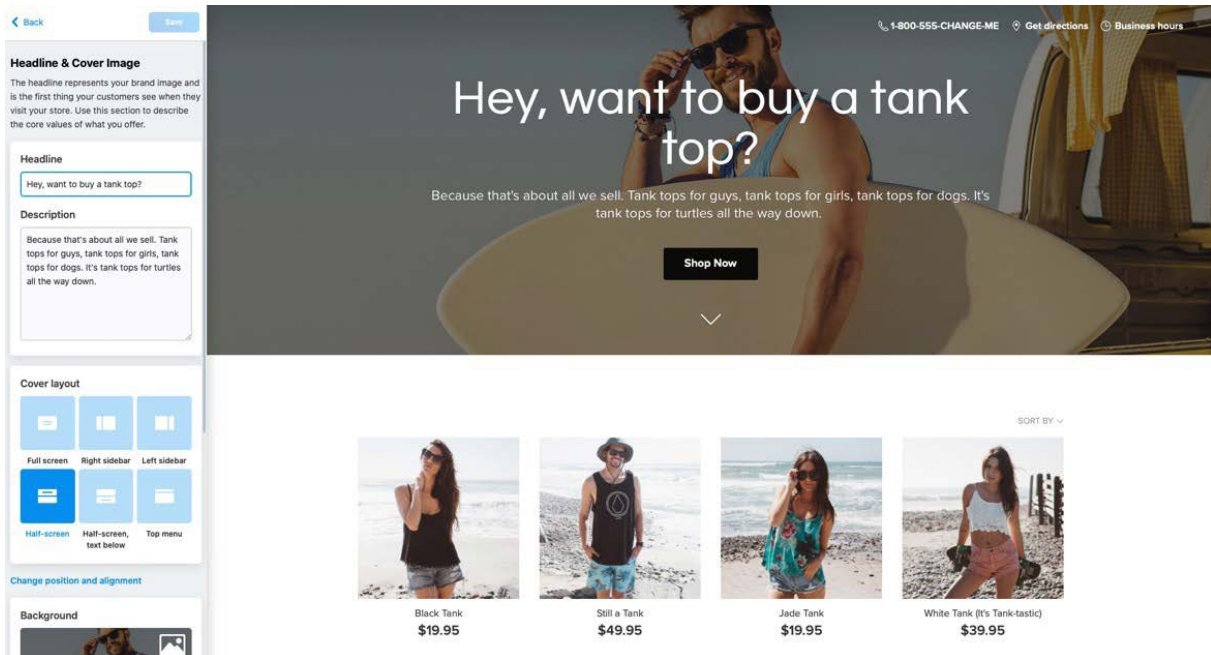 Back
Save
Headline & Cover Image
The headline represents your brand image and
is the first thing your customers see when they
visit your store. Use this section to describe
the core values of what you offer.
Headline
Hey, want to buy a tank top?
Description
Because that's about all we sell. Tank
tops for guys, tank tops for girls, tank
tops for dogs. It's tank tops for turtles
all the way down.
Cover layout
Full screen
Right sidebar
Left sidebar
Half-screen
Half-screen,
text below
Top menu
Change position and alignment
Background
1-800-555-CHANGE-ME
Get directions
Business hours
Hey, want to buy a tank
top?
Because that's about all we sell. Tank tops for guys, tank tops for girls, tank tops for dogs. It's
tank tops for turtles all the way down.
Shop Now
SORT BY
Black Tank
$19.95
Still a Tank
$49.95
Jade Tank
$19.95
White Tank (It's Tank-tastic)
$39.95